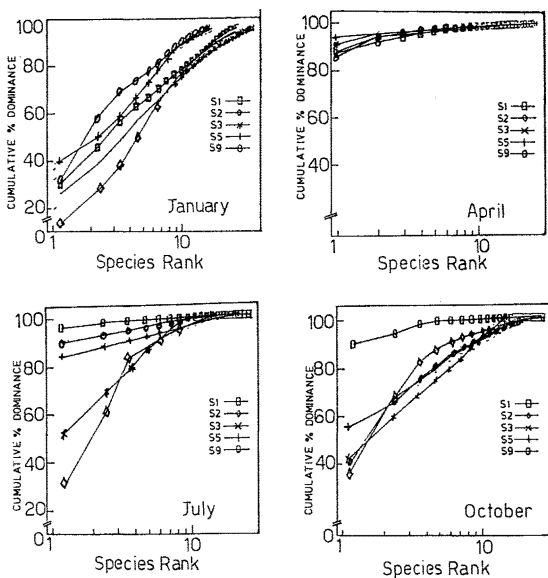 CUMULATIVE % DOMINANCE
100
80
60
40
20
0
S1
S2
S3
S5
S9
January
1
10
Species Rank
CUMULATIVE % DOMINANCE
100
80
60
40
20
0
S1
S2
S3
S5
S9
April
1
10
Species Rank
CUMULATIVE % DOMINANCE
100
80
60
40
20
0
S1
S2
S3
S5
S9
July
1
10
Species Rank
CUMULATIVE % DOMINANCE
100
80
60
40
0
S1
S2
S3
S5
S9
October
1
10
Species Rank